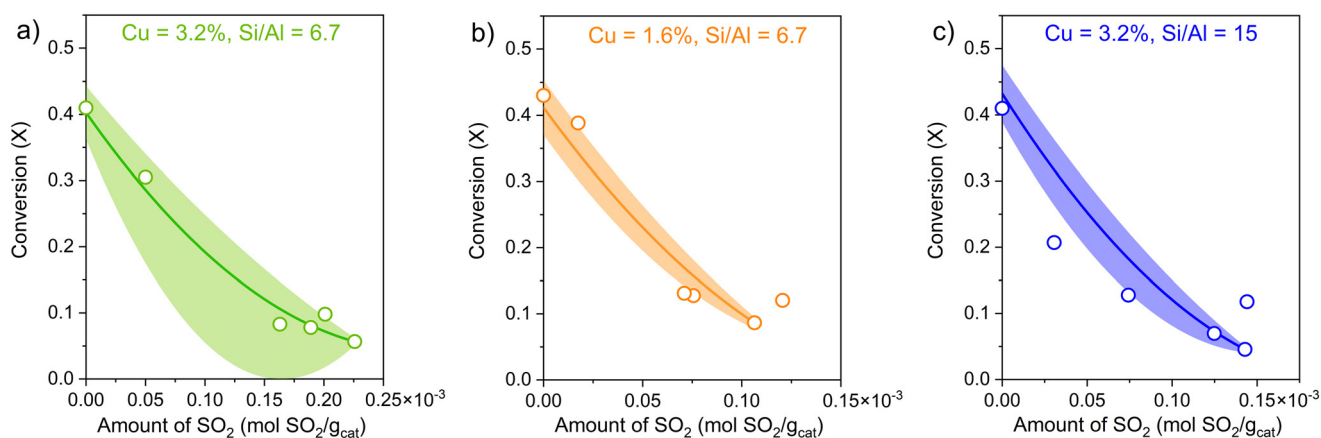 a)
Cu = 3.2%, Si/Al = 6.7
0.5
0.4
0.3
0.2
0.1
0.0
Conversion (X)
0.00 0.05 0.10 0.15 0.20 0.25×10⁻³
Amount of SO₂ (mol SO₂/g_cat)
b)
Cu = 1.6%, Si/Al = 6.7
0.5
0.4
0.3
0.2
0.1
0.0
Conversion (X)
0.00 0.05 0.10 0.15×10⁻³
Amount of SO₂ (mol SO₂/g_cat)
c)
Cu = 3.2%, Si/Al = 15
0.5
0.4
0.3
0.2
0.1
0.0
Conversion (X)
0.00 0.05 0.10 0.15×10⁻³
Amount of SO₂ (mol SO₂/g_cat)